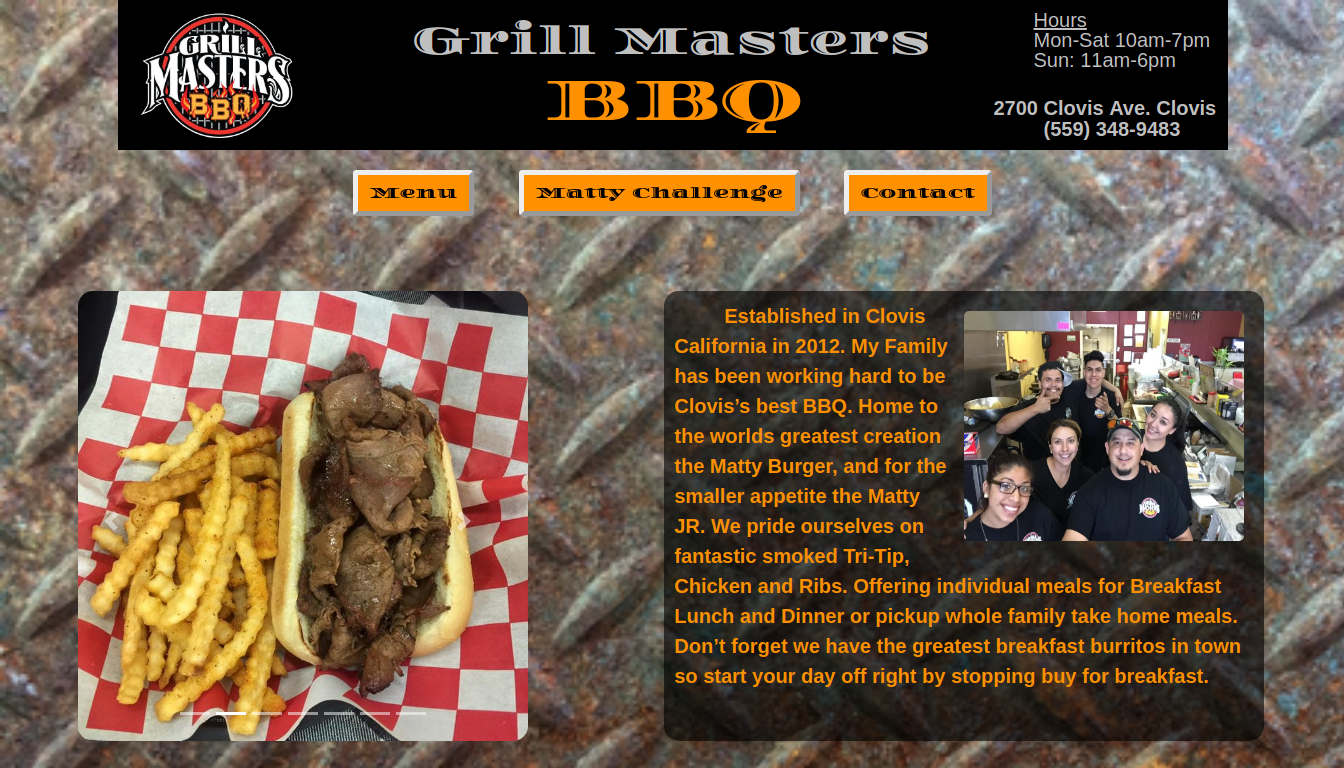 GRILL
MASTERS
BBQ
Grill Masters
BBQ
Hours
Mon-Sat 10am-7pm
Sun: 11am-6pm
2700 Clovis Ave. Clovis
(559) 348-9483
Menu
Matty Challenge
Contact
Established in Clovis
California in 2012. My Family
has been working hard to be
Clovis’s best BBQ. Home to
the worlds greatest creation
the Matty Burger, and for the
smaller appetite the Matty
JR. We pride ourselves on
fantastic smoked Tri-Tip,
Chicken and Ribs. Offering individual meals for Breakfast
Lunch and Dinner or pickup whole family take home meals.
Don’t forget we have the greatest breakfast burritos in town
so start your day off right by stopping buy for breakfast.